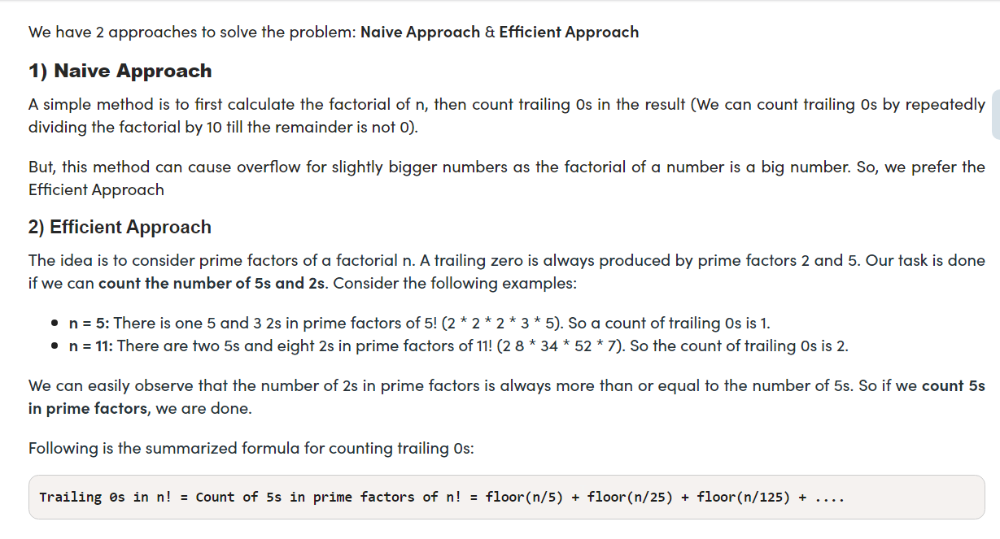 We have 2 approaches to solve the problem: Naive Approach & Efficient Approach
1) Naive Approach
A simple method is to first calculate the factorial of n, then count trailing 0s in the result (We can count trailing 0s by repeatedly
dividing the factorial by 10 till the remainder is not 0).
But, this method can cause overflow for slightly bigger numbers as the factorial of a number is a big number. So, we prefer the
Efficient Approach
2) Efficient Approach
The idea is to consider prime factors of a factorial n. A trailing zero is always produced by prime factors 2 and 5. Our task is done
if we can count the number of 5s and 2s. Consider the following examples:
• n = 5: There is one 5 and 3 2s in prime factors of 5! (2 * 2 * 2 * 3 * 5). So a count of trailing 0s is 1.
• n = 11: There are two 5s and eight 2s in prime factors of 11! (2 8 * 34 * 52 * 7). So the count of trailing 0s is 2.
We can easily observe that the number of 2s in prime factors is always more than or equal to the number of 5s. So if we count 5s
in prime factors, we are done.
Following is the summarized formula for counting trailing 0s:
Trailing 0s in n! = Count of 5s in prime factors of n! = floor(n/5) + floor(n/25) + floor(n/125) + ....